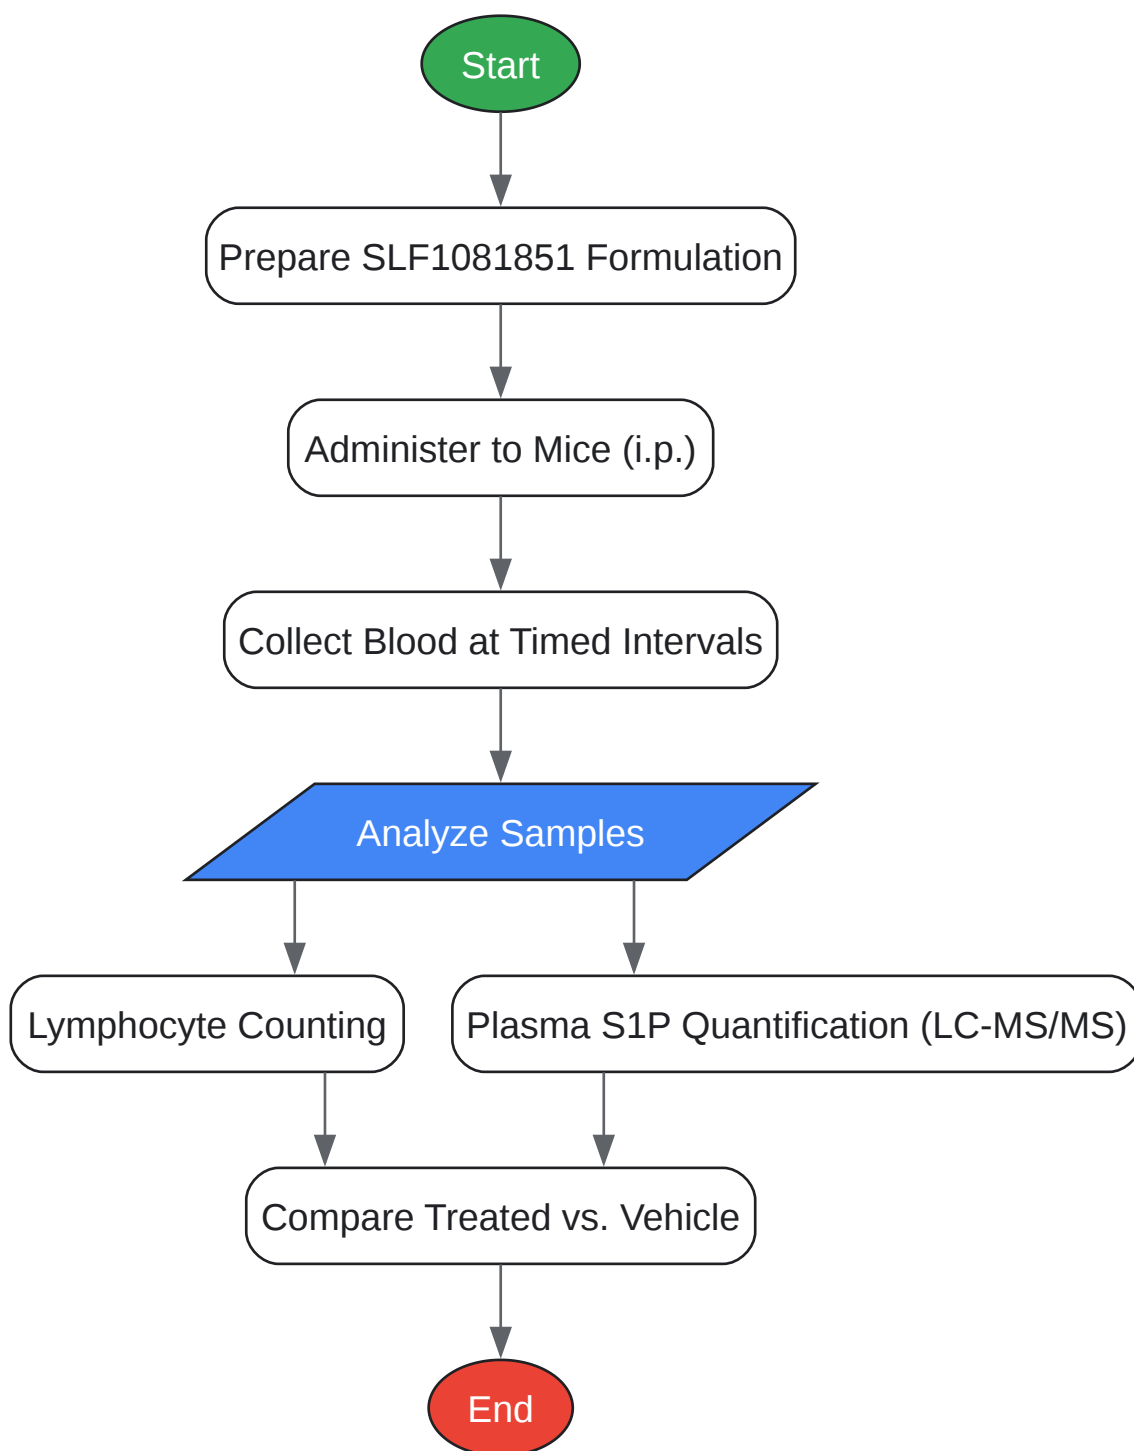 Start
Prepare SLF1081851 Formulation
Administer to Mice (i.p.)
Collect Blood at Timed Intervals
Analyze Samples
Lymphocyte Counting
Plasma S1P Quantification (LC-MS/MS)
Compare Treated vs. Vehicle
End